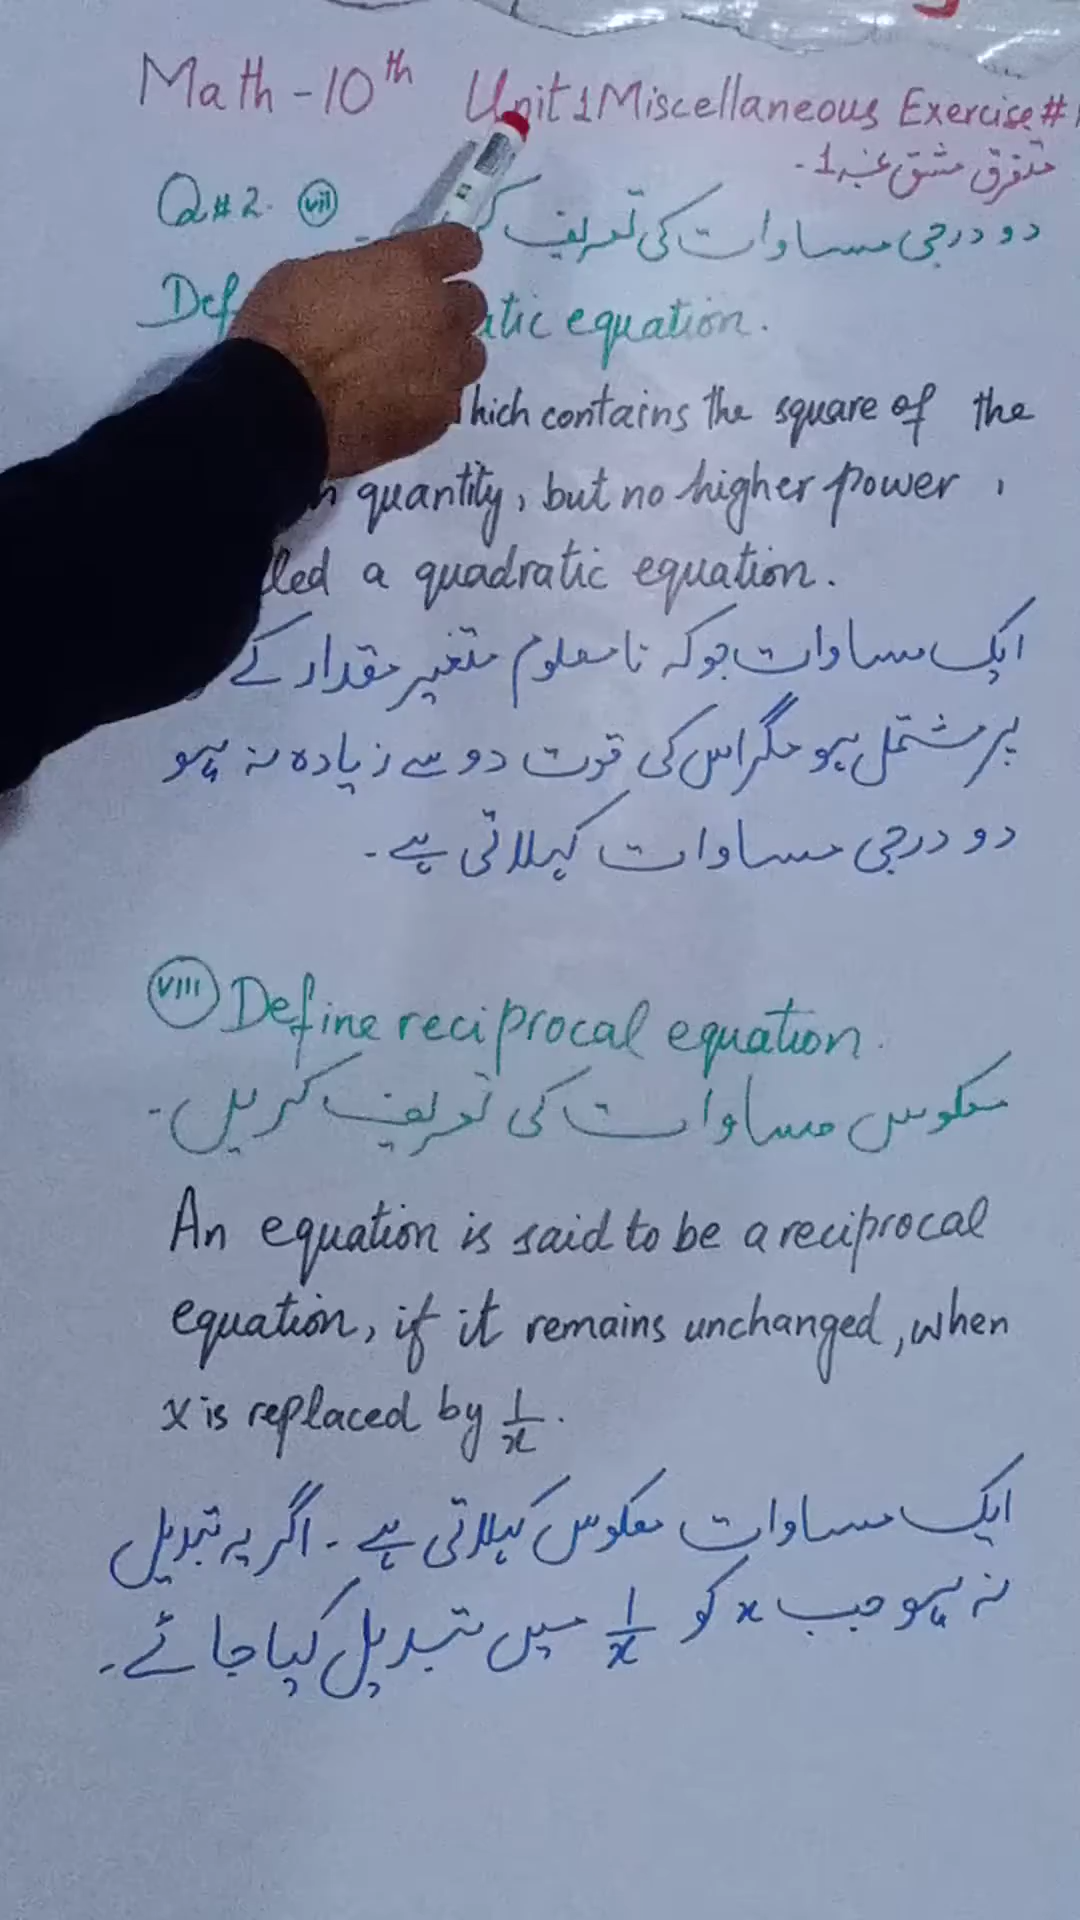 Math - 10th Unit 1 Miscellaneous Exercise #1
متفرق مشق نمبر 1-
Q#2. (vii) دو درجی مساوات کی تعریف
Def atic equation.
which contains the square of the
n quantity, but no higher power,
led a quadratic equation.
ایک مساوات جو کہ نا معلوم متغیر مقدار کے
پر مشتمل ہو مگر اس کی قوت دو سے زیادہ نہ ہو
دو درجی مساوات کہلاتی ہے۔
(viii) Define reciprocal equation.
معکوس مساوات کی تعریف کریں۔
An equation is said to be a reciprocal
equation, if it remains unchanged, when
x is replaced by 1/x.
ایک مساوات معکوس کہلاتی ہے۔ اگر یہ تبدیل
نہ ہو جب x کو 1/x میں تبدیل کیا جائے۔